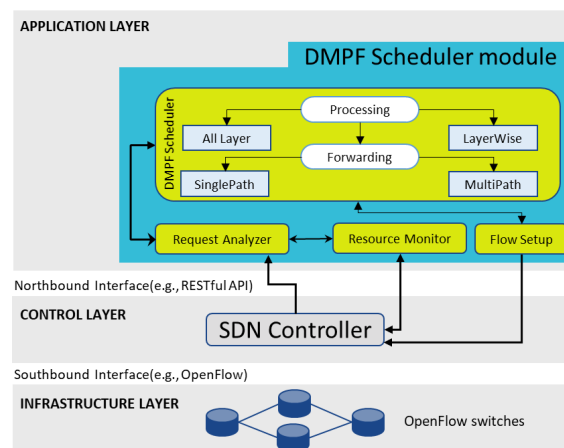 APPLICATION LAYER
DMPF Scheduler module
DMPF Scheduler
Processing
All Layer
LayerWise
Forwarding
SinglePath
MultiPath
Request Analyzer
Resource Monitor
Flow Setup
Northbound Interface(e.g., RESTful API)
CONTROL LAYER
SDN Controller
Southbound Interface(e.g., OpenFlow)
INFRASTRUCTURE LAYER
OpenFlow switches